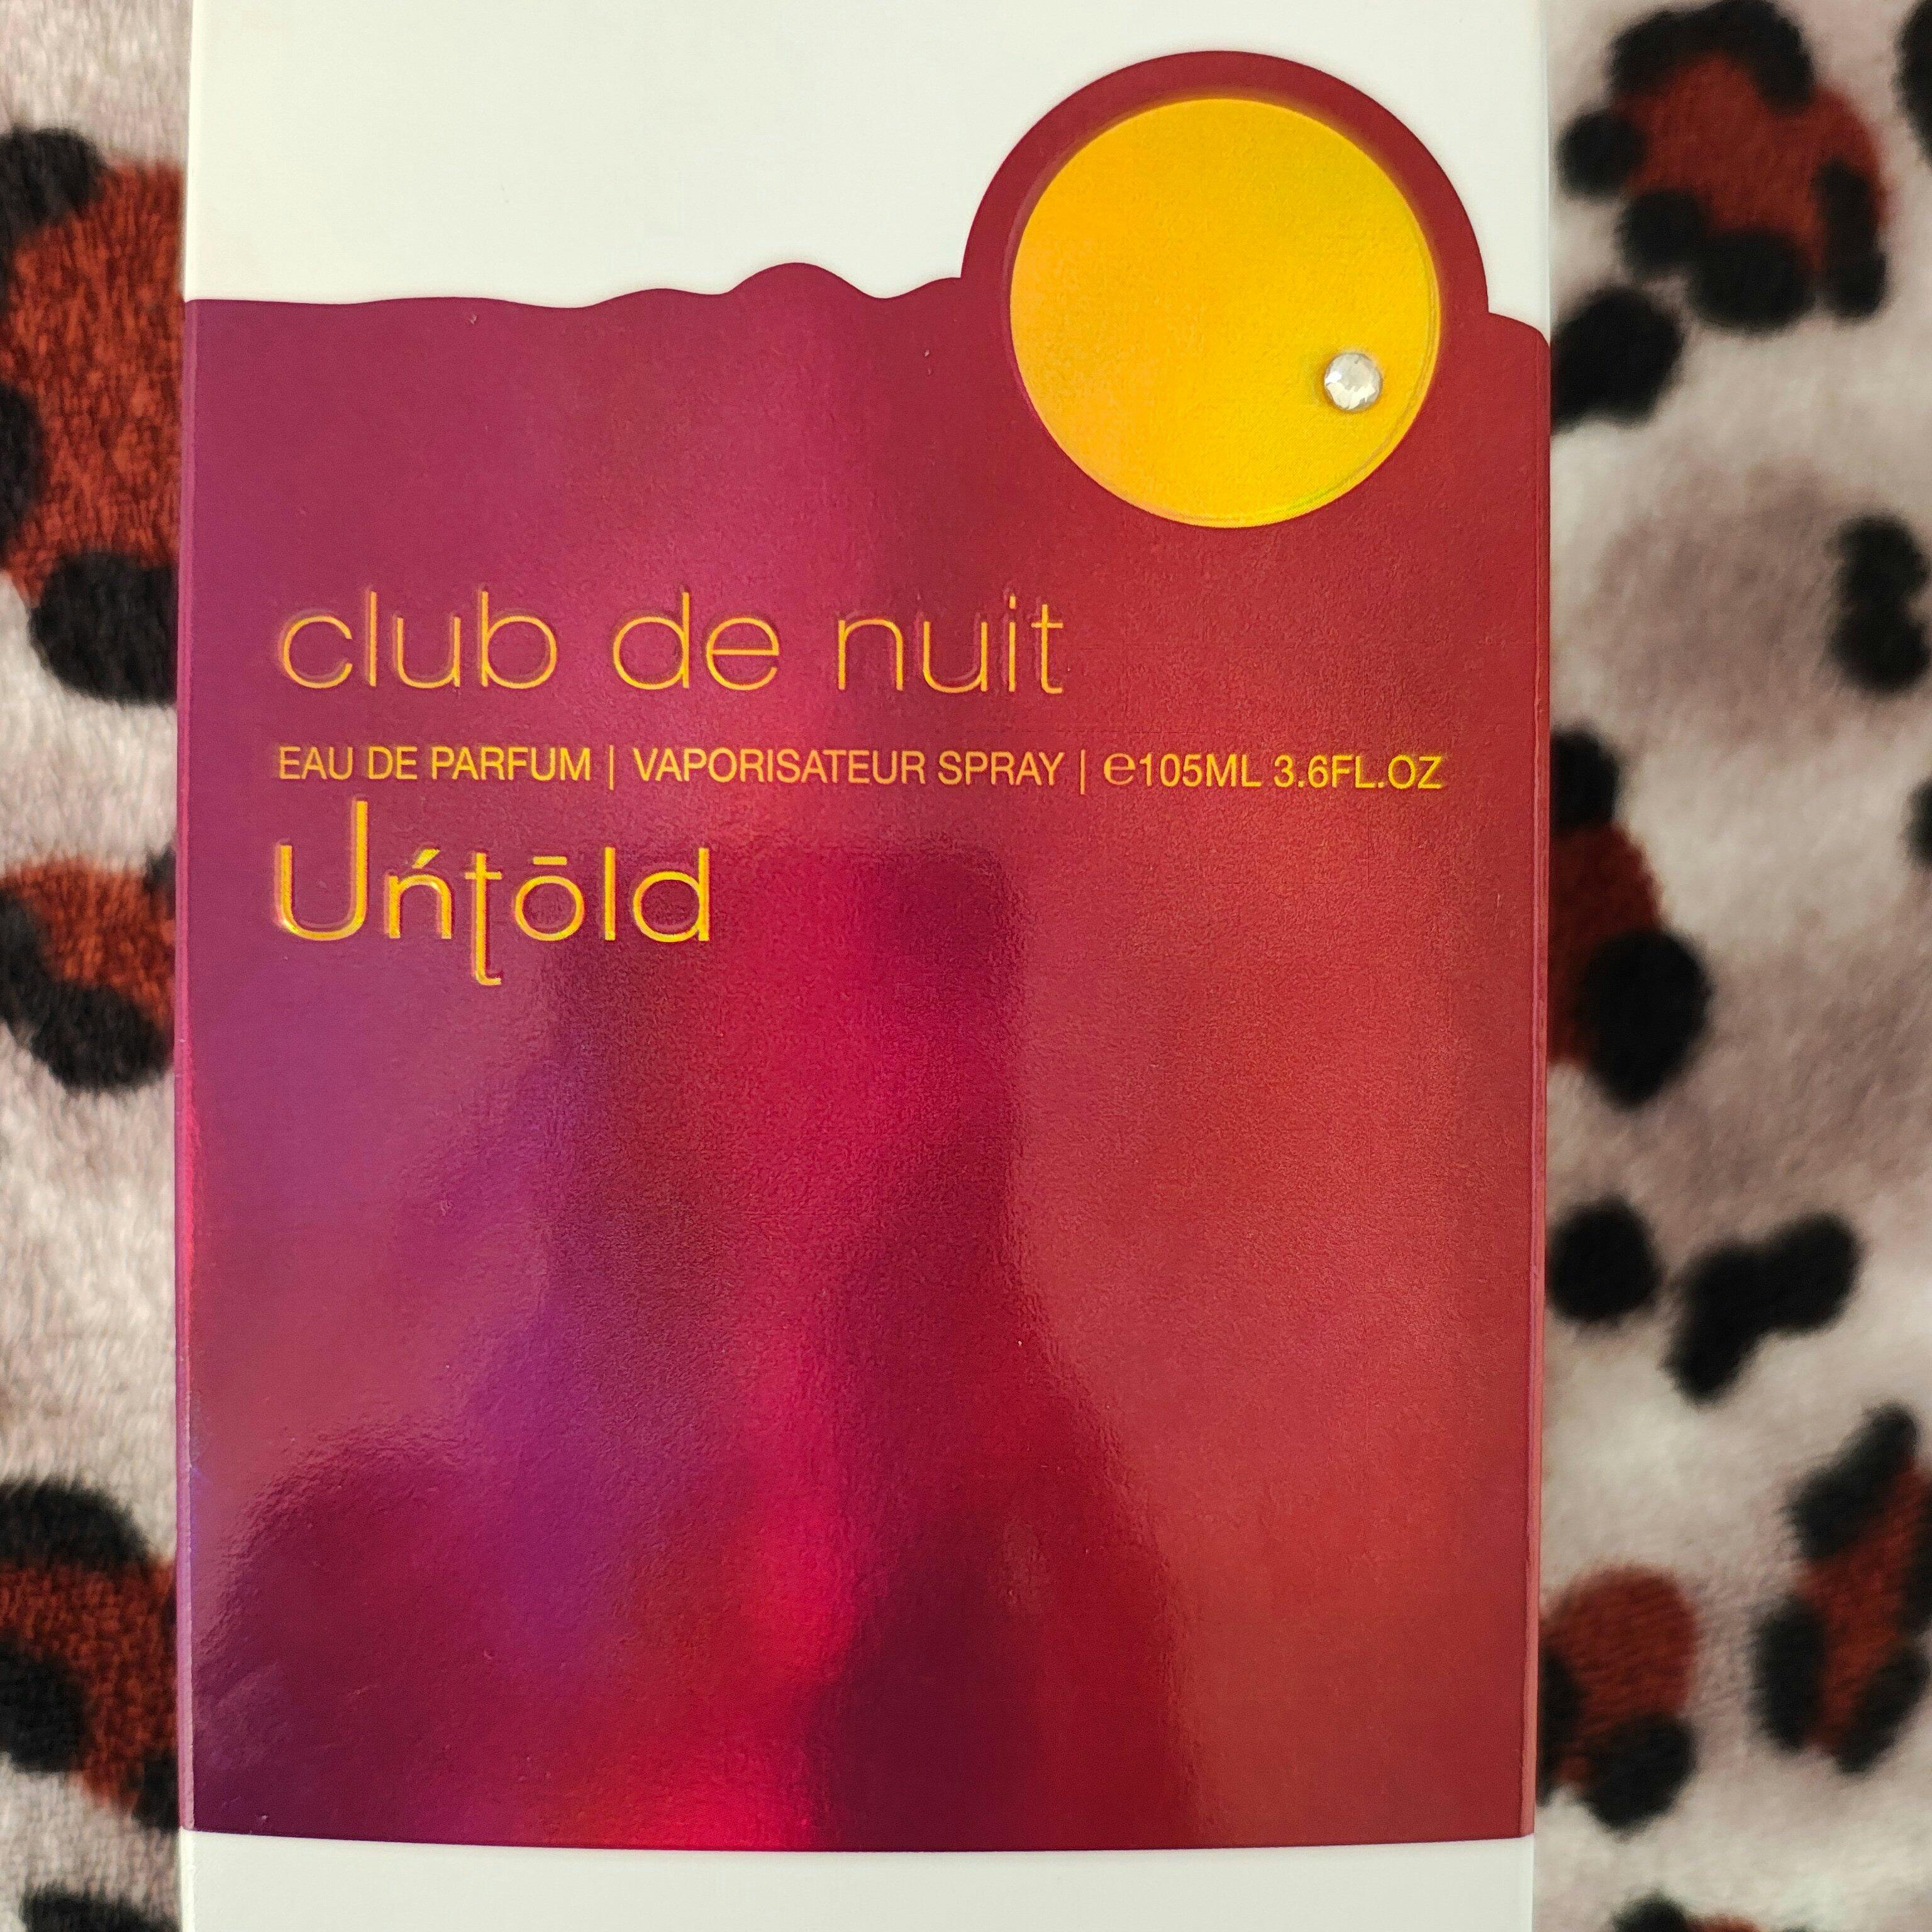 club de nuit
EAU DE PARFUM | VAPORISATEUR SPRAY | ℮105ML 3.6FL.OZ
Uńţōld